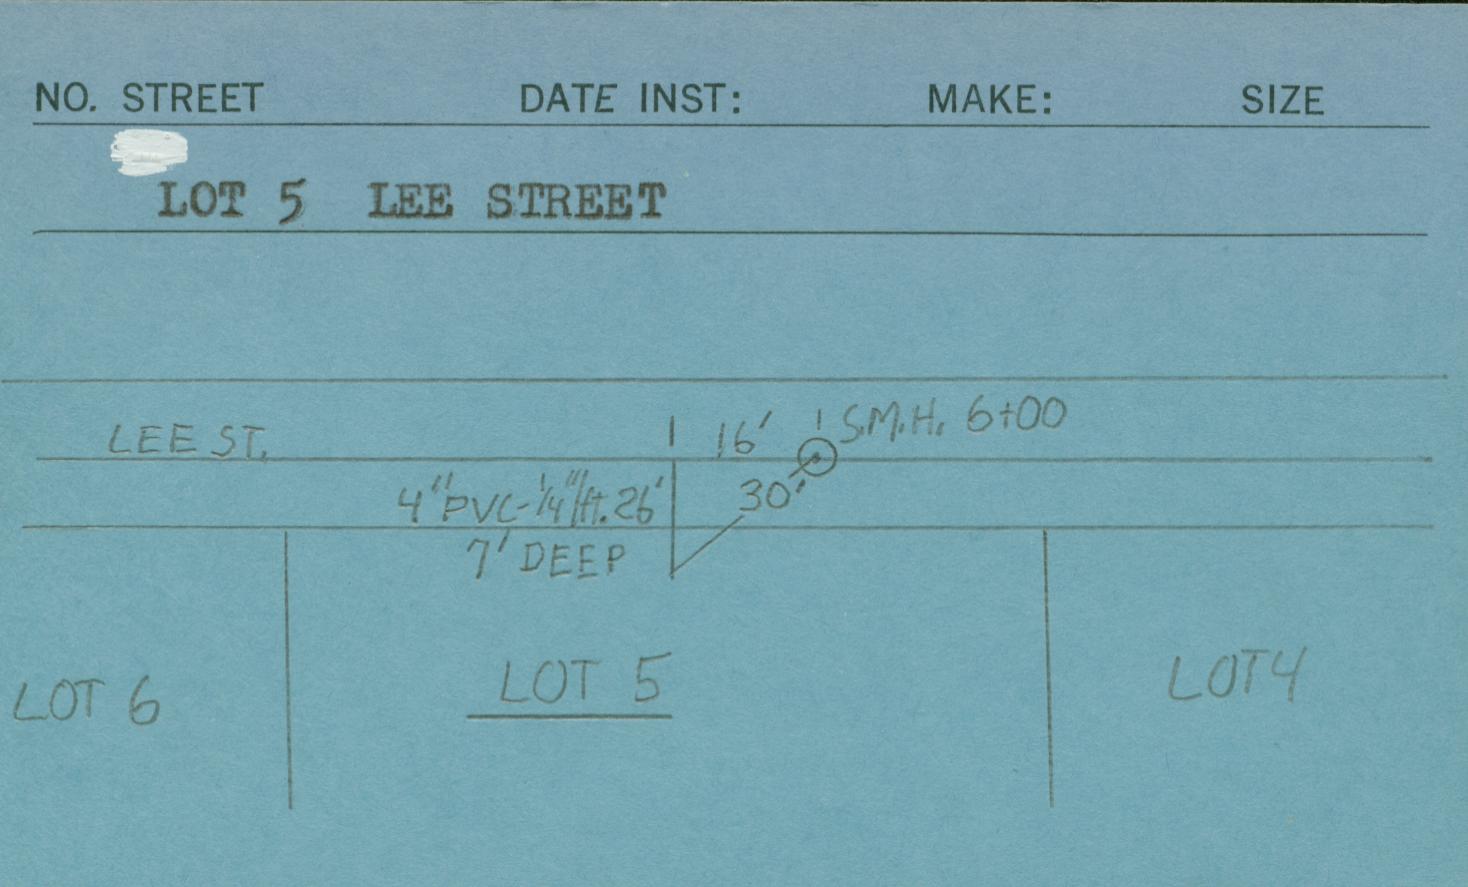 NO. STREET DATE INST: MAKE: SIZE
LOT 5 LEE STREET
LEE ST. 16' S.M.H. 6+00
4" PVC-1/4"/ft. 26' 30'
7' DEEP
LOT 6 LOT 5 LOT 4